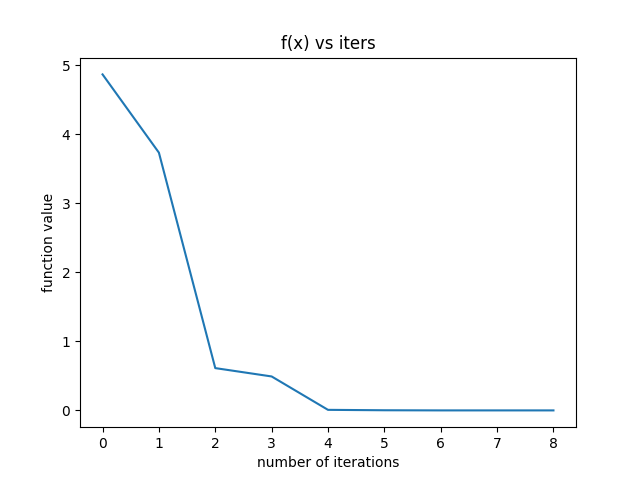 f(x) vs iters
5
4
3
2
1
0
function value
0 1 2 3 4 5 6 7 8
number of iterations